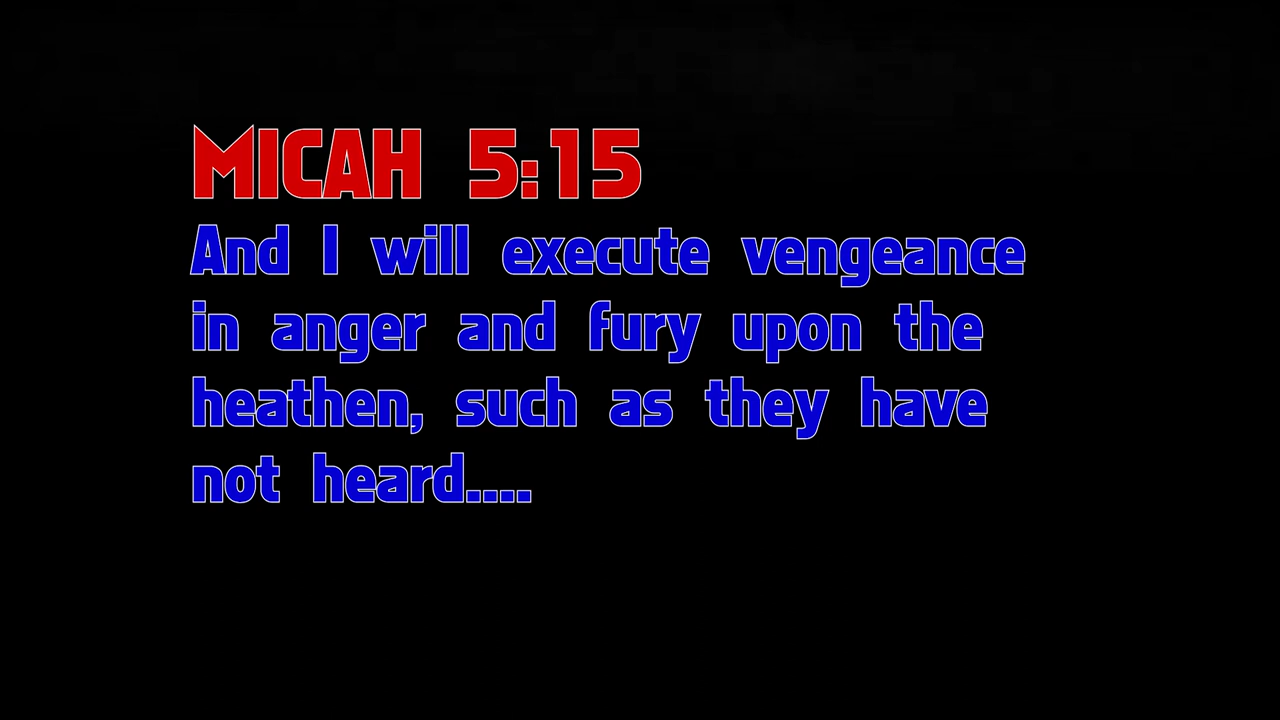 MICAH 5:15
And I will execute vengeance
in anger and fury upon the
heathen, such as they have
not heard....